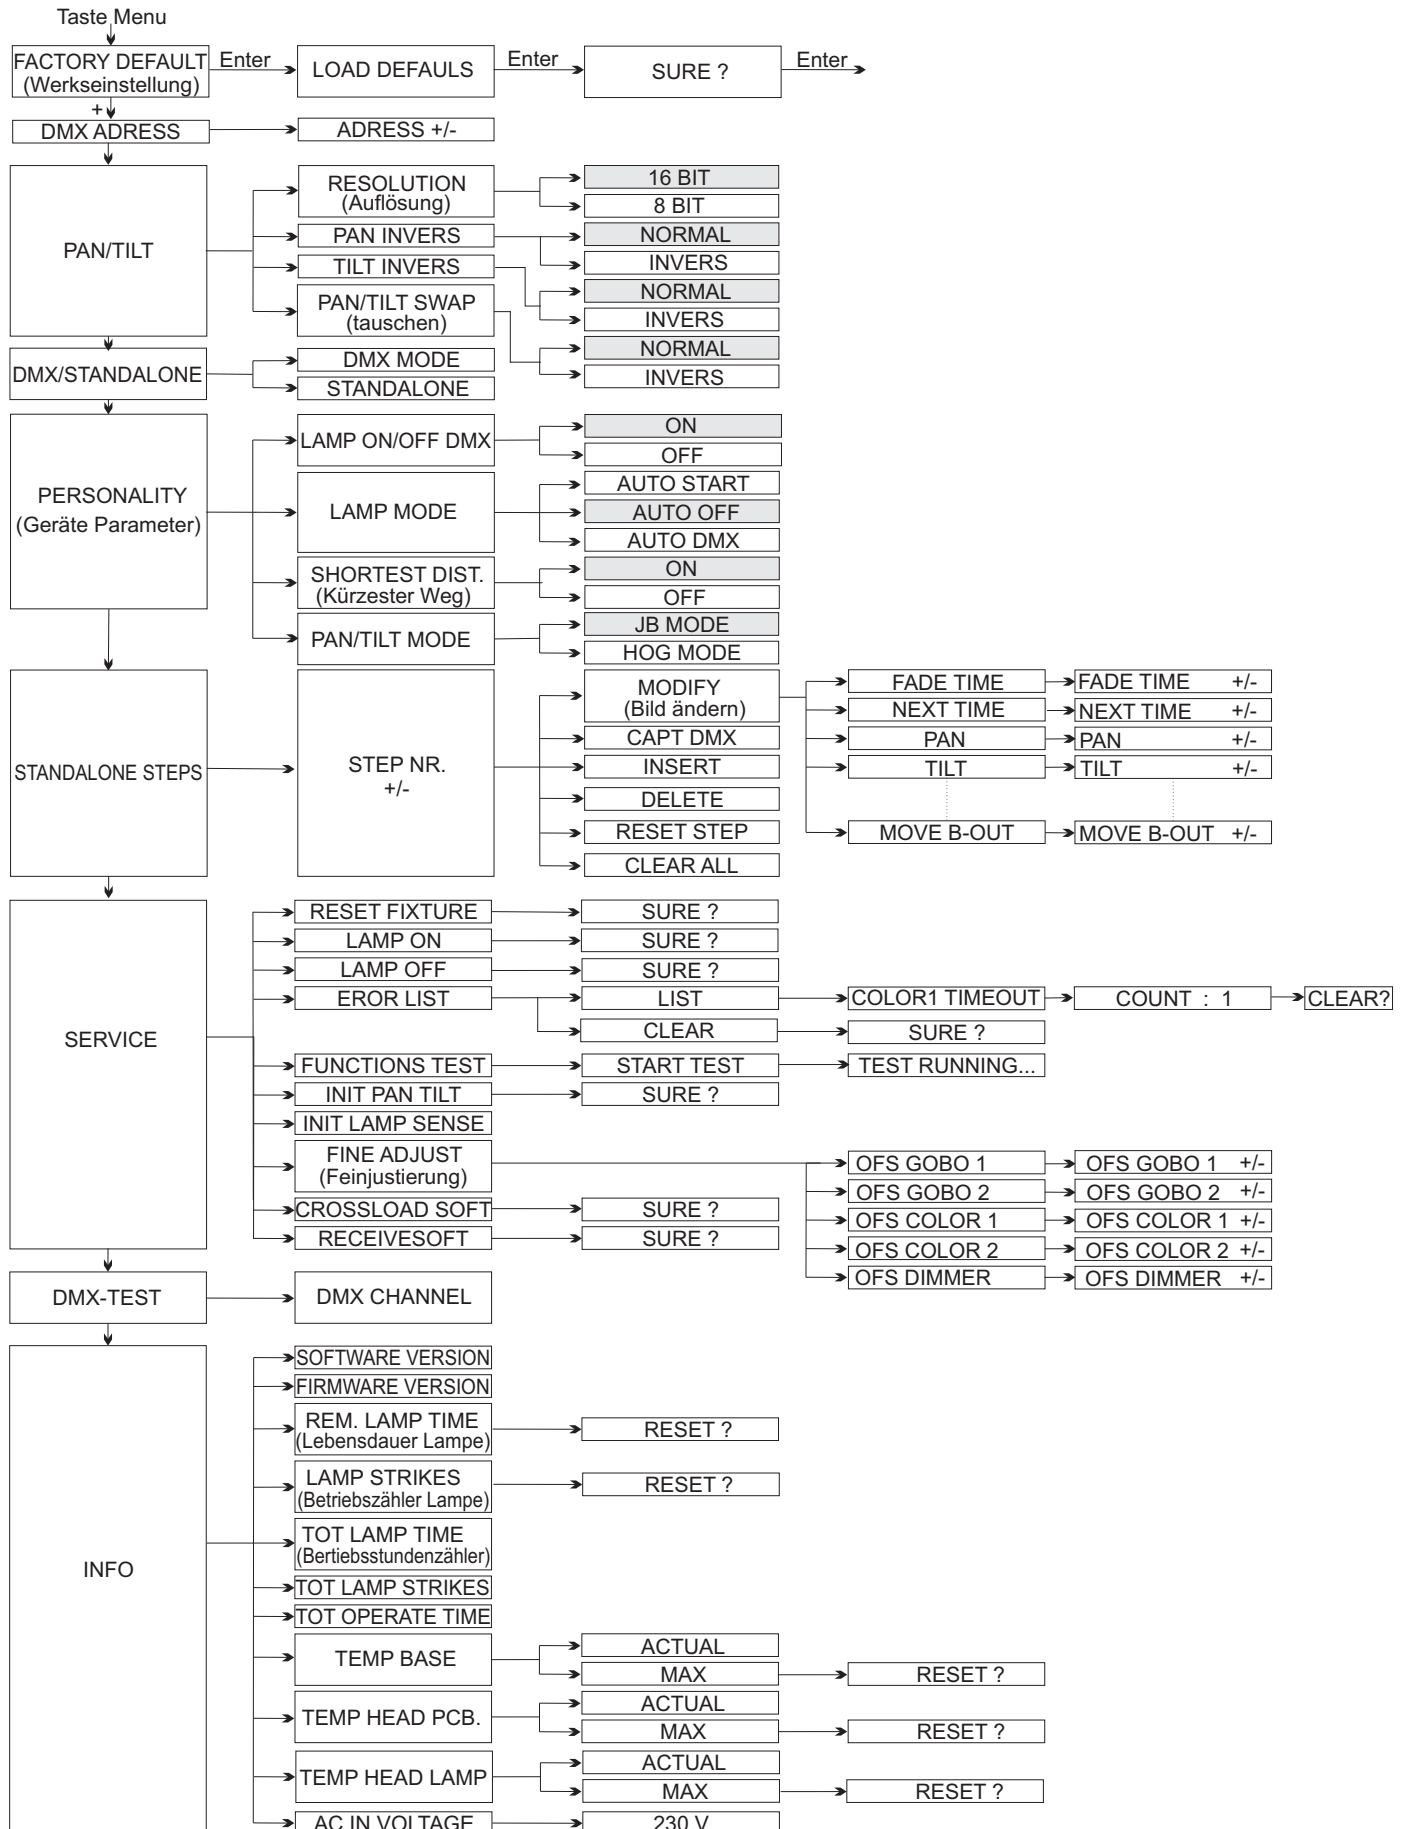 Taste Menu
FACTORY DEFAULT Enter LOAD DEFAULS Enter SURE ? Enter
(Werkseinstellung)
+
DMX ADRESS ADRESS +/-
PAN/TILT
RESOLUTION
(Auflösung)
16 BIT
8 BIT
PAN INVERS
NORMAL
INVERS
TILT INVERS
NORMAL
INVERS
PAN/TILT SWAP
(tauschen)
NORMAL
INVERS
DMX/STANDALONE
DMX MODE
STANDALONE
PERSONALITY
(Geräte Parameter)
LAMP ON/OFF DMX
ON
OFF
LAMP MODE
AUTO START
AUTO OFF
AUTO DMX
SHORTEST DIST.
(Kürzester Weg)
ON
OFF
PAN/TILT MODE
JB MODE
HOG MODE
STANDALONE STEPS
STEP NR.
+/-
MODIFY
(Bild ändern)
FADE TIME FADE TIME +/-
NEXT TIME NEXT TIME +/-
PAN PAN +/-
TILT TILT +/-
MOVE B-OUT MOVE B-OUT +/-
CAPT DMX
INSERT
DELETE
RESET STEP
CLEAR ALL
SERVICE
RESET FIXTURE SURE ?
LAMP ON SURE ?
LAMP OFF SURE ?
EROR LIST LIST COLOR1 TIMEOUT COUNT : 1 CLEAR?
CLEAR SURE ?
FUNCTIONS TEST START TEST TEST RUNNING...
INIT PAN TILT SURE ?
INIT LAMP SENSE
FINE ADJUST
(Feinjustierung)
OFS GOBO 1 OFS GOBO 1 +/-
OFS GOBO 2 OFS GOBO 2 +/-
OFS COLOR 1 OFS COLOR 1 +/-
OFS COLOR 2 OFS COLOR 2 +/-
OFS DIMMER OFS DIMMER +/-
CROSSLOAD SOFT SURE ?
RECEIVESOFT SURE ?
DMX-TEST DMX CHANNEL
INFO
SOFTWARE VERSION
FIRMWARE VERSION
REM. LAMP TIME
(Lebensdauer Lampe)
RESET ?
LAMP STRIKES
(Betriebszähler Lampe)
RESET ?
TOT LAMP TIME
(Bertiebsstundenzähler)
TOT LAMP STRIKES
TOT OPERATE TIME
TEMP BASE
ACTUAL
MAX RESET ?
TEMP HEAD PCB.
ACTUAL
MAX RESET ?
TEMP HEAD LAMP
ACTUAL
MAX RESET ?
AC IN VOLTAGE 230 V